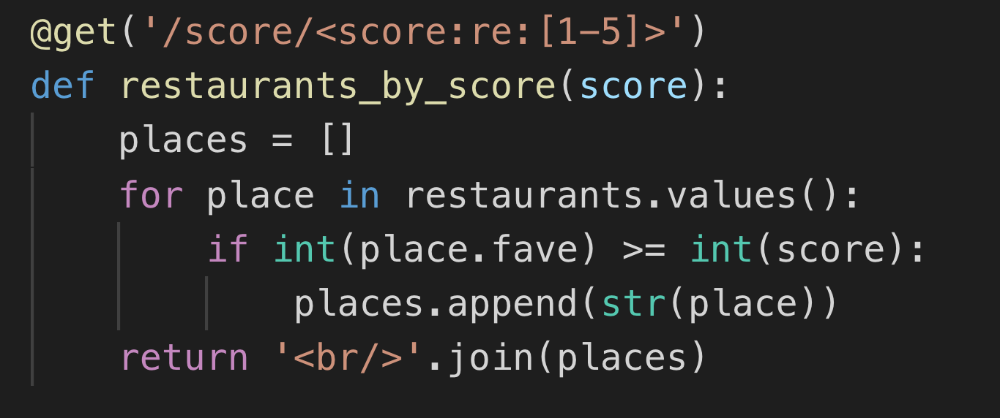 @get('/score/<score:re:[1-5]>')
def restaurants_by_score(score):
    places = []
    for place in restaurants.values():
        if int(place.fave) >= int(score):
            places.append(str(place))
    return '<br/>'.join(places)